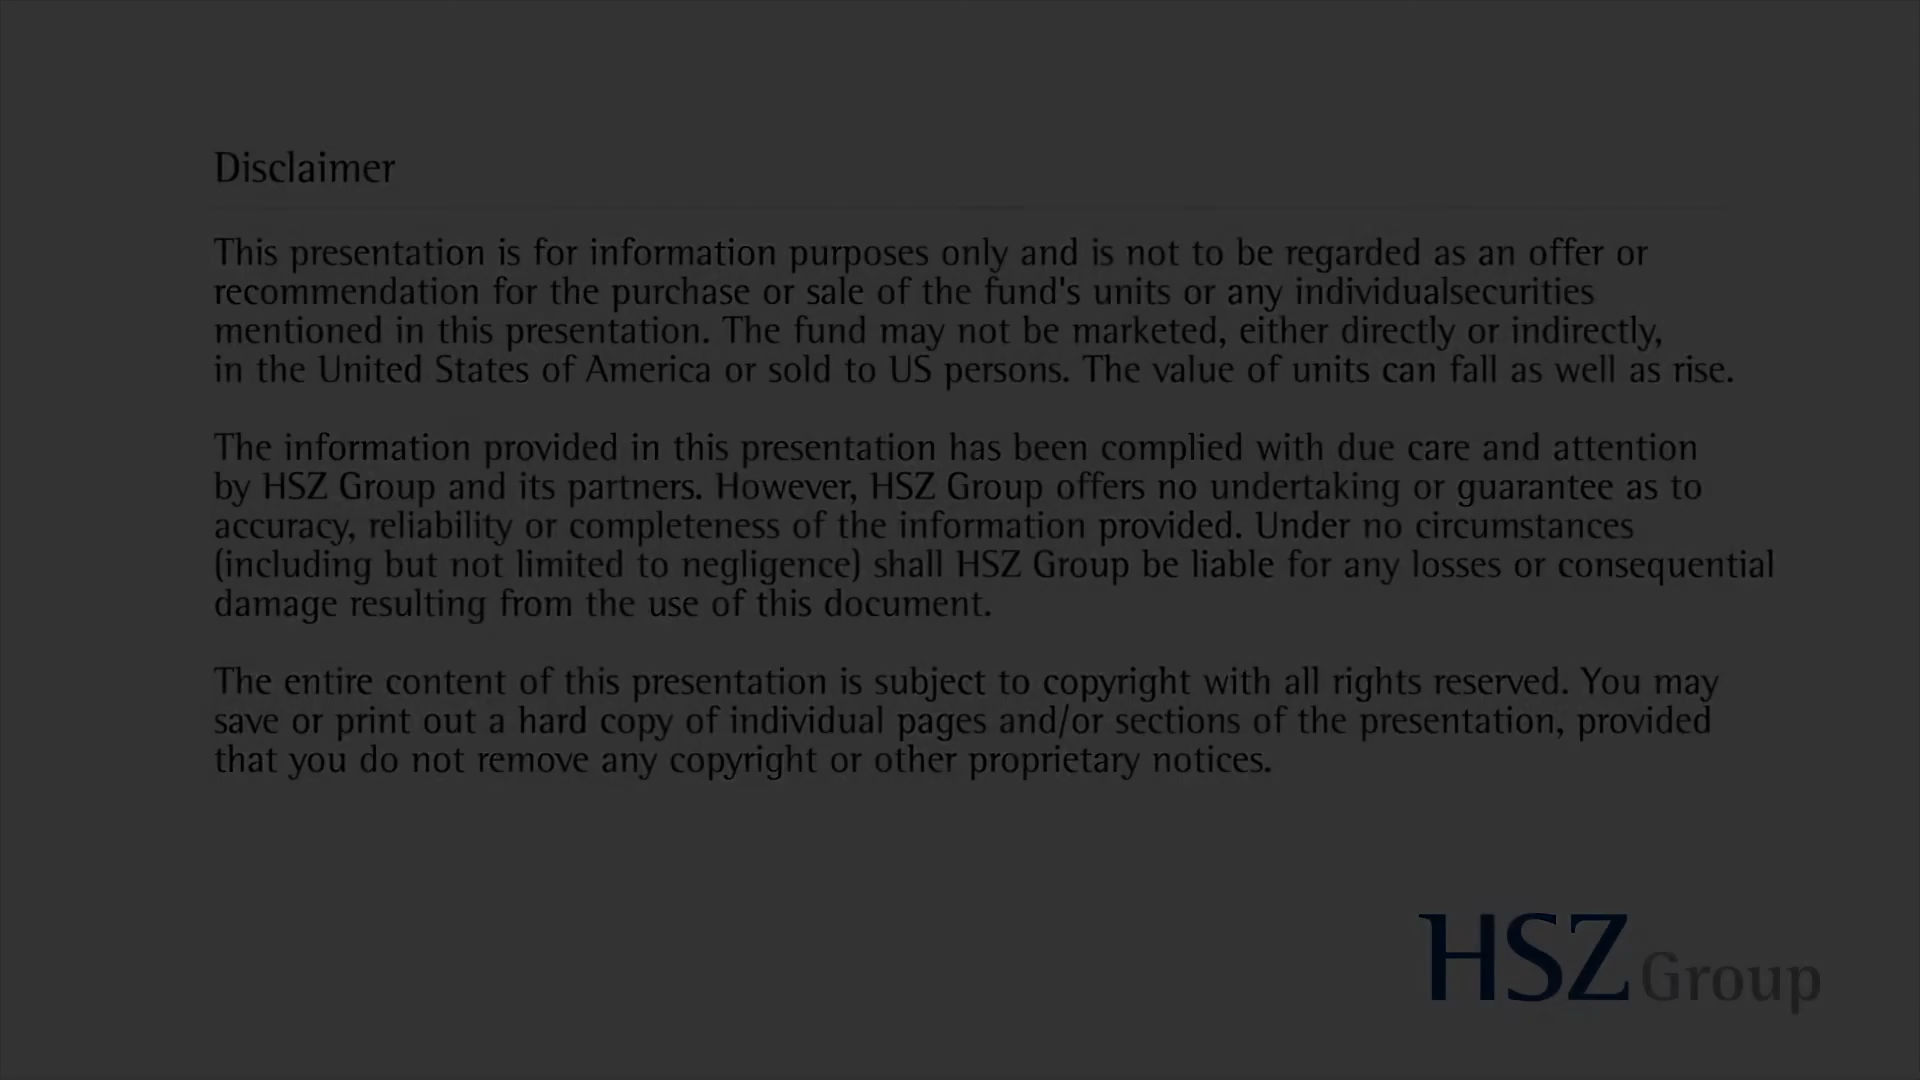 Disclaimer
This presentation is for information purposes only and is not to be regarded as an offer or
recommendation for the purchase or sale of the fund's units or any individualsecurities
mentioned in this presentation. The fund may not be marketed, either directly or indirectly,
in the United States of America or sold to US persons. The value of units can fall as well as rise.
The information provided in this presentation has been complied with due care and attention
by HSZ Group and its partners. However, HSZ Group offers no undertaking or guarantee as to
accuracy, reliability or completeness of the information provided. Under no circumstances
(including but not limited to negligence) shall HSZ Group be liable for any losses or consequential
damage resulting from the use of this document.
The entire content of this presentation is subject to copyright with all rights reserved. You may
save or print out a hard copy of individual pages and/or sections of the presentation, provided
that you do not remove any copyright or other proprietary notices.
HSZ Group